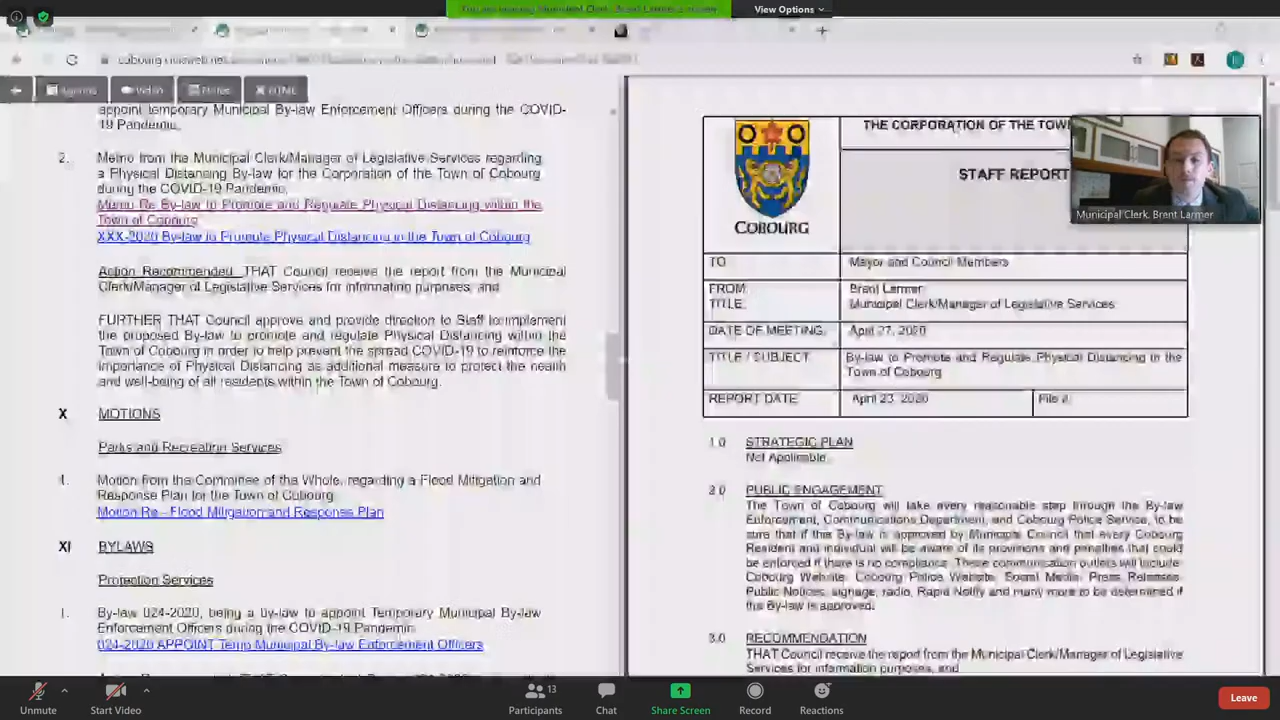 You are viewing Municipal Clerk, Brent Larmer's screen
View Options
Agenda
Video
HTML
appoint temporary Municipal By-law Enforcement Officers during the COVID-
19 Pandemic.
2.
Memo from the Municipal Clerk/Manager of Legislative Services regarding
a Physical Distancing By-law for the Corporation of the Town of Cobourg
during the COVID-19 Pandemic.
Memo Re By-law to Promote and Regulate Physical Distancing within the
Town of Cobourg
XXX-2020 By-law to Promote Physical Distancing in the Town of Cobourg
Action Recommended THAT Council receive the report from the Municipal
Clerk/Manager of Legislative Services for information purposes; and
FURTHER THAT Council approve and provide direction to Staff to implement
the proposed By-law to promote and regulate Physical Distancing within the
Town of Cobourg in order to help prevent the spread COVID-19 to reinforce the
importance of Physical Distancing as additional measure to protect the health
and well-being of all residents within the Town of Cobourg.
X MOTIONS
Parks and Recreation Services
1.
Motion from the Committee of the Whole, regarding a Flood Mitigation and
Response Plan for the Town of Cobourg
Motion Re - Flood Mitigation and Response Plan
XI BYLAWS
Protection Services
1.
By-law 024-2020, being a by-law to appoint Temporary Municipal By-law
Enforcement Officers during the COVID-19 Pandemic
024-2020 APPOINT Temp Municipal By-law Enforcement Officers
COBOURG
THE CORPORATION OF THE TOWN
STAFF REPORT
TO Mayor and Council Members
FROM Brent Larmer
TITLE Municipal Clerk/Manager of Legislative Services
DATE OF MEETING. April 27, 2020
TITLE / SUBJECT By-law to Promote and Regulate Physical Distancing in the
Town of Cobourg
REPORT DATE April 23, 2020 File #
1.0 STRATEGIC PLAN
Not Applicable
2.0 PUBLIC ENGAGEMENT
The Town of Cobourg will take every reasonable step through the By-law
Enforcement, Communications Department, and Cobourg Police Service, to be
sure that if this By-law is approved by Municipal Council that every Cobourg
Resident and individual will be aware of its provisions and penalties that could
be enforced if there is no compliance. These communication outlets will include
Cobourg Website, Cobourg Police Website, Social Media, Press Releases,
Public Notices, signage, radio, Rapid Notify and many more to be determined if
the By-law is approved.
3.0 RECOMMENDATION
THAT Council receive the report from the Municipal Clerk/Manager of Legislative
Services for information purposes; and
Municipal Clerk, Brent Larmer
Unmute
Start Video
13
Participants
Chat
Share Screen
Record
Reactions
Leave